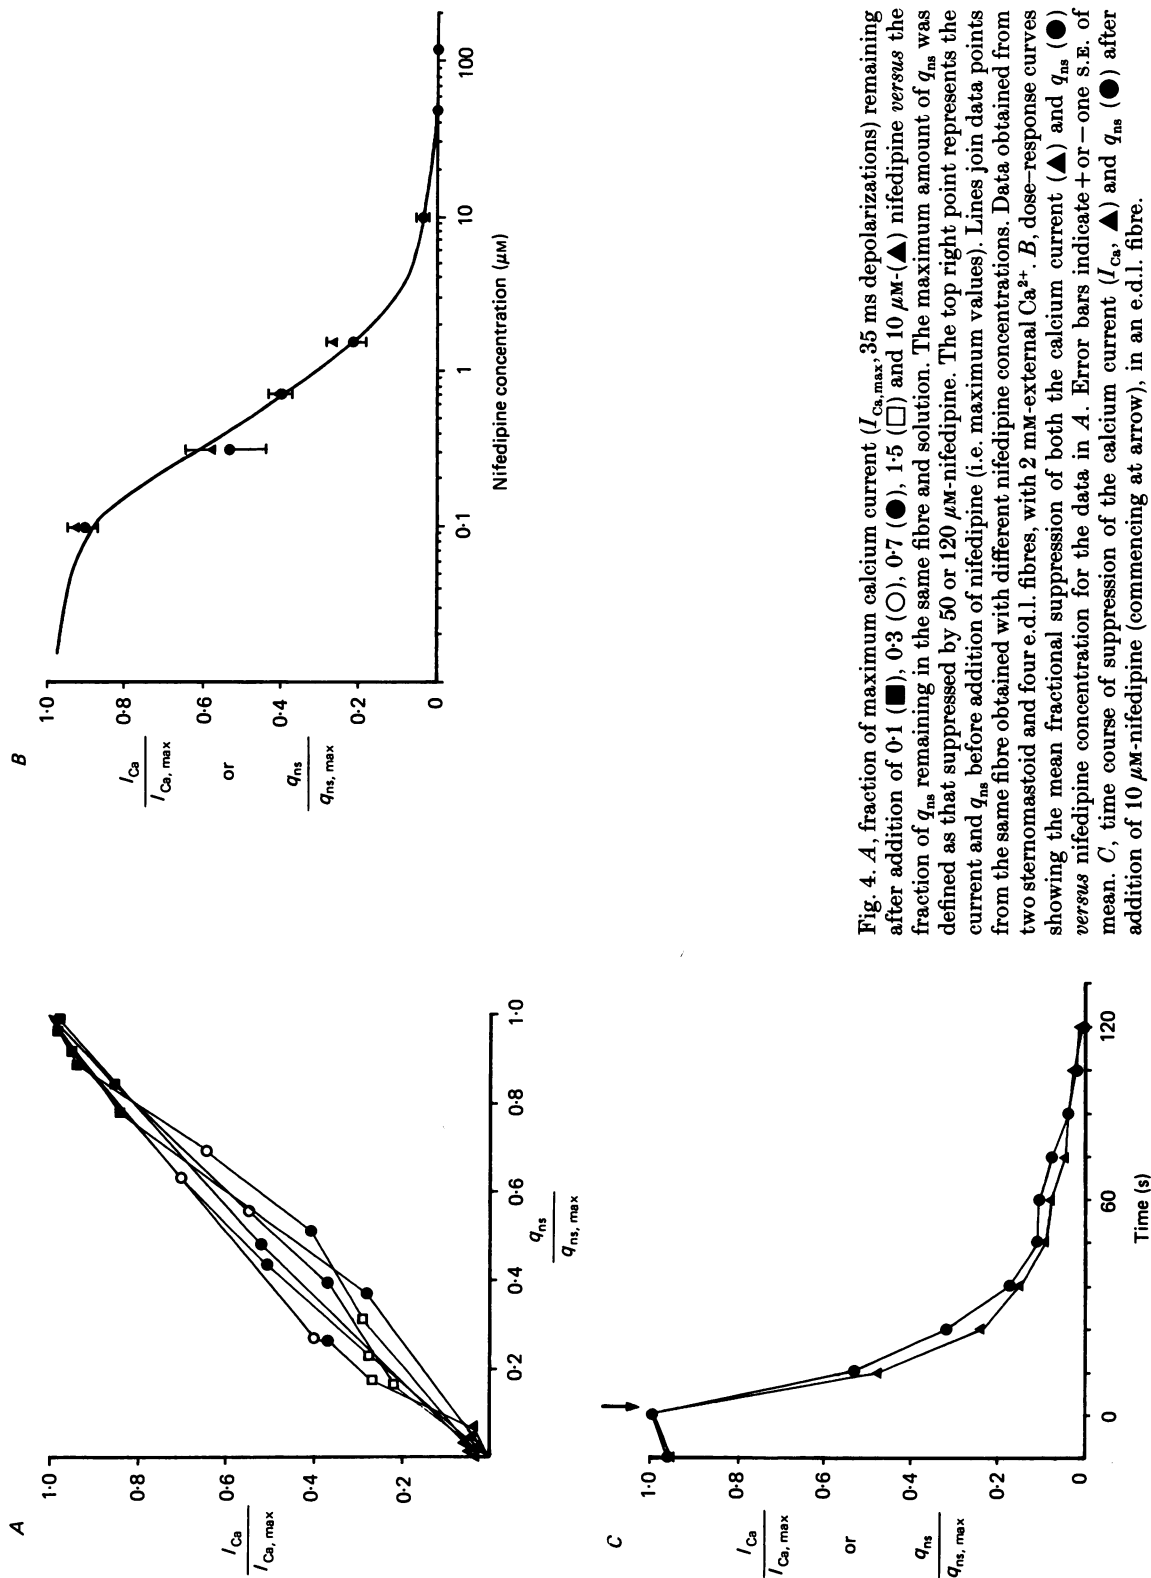 A
I_Ca
I_Ca, max
1·0
0·8
0·6
0·4
0·2
0·2
0·4
0·6
0·8
1·0
q_ns
q_ns, max
B
I_Ca
I_Ca, max
or
q_ns
q_ns, max
1·0
0·8
0·6
0·4
0·2
0
0·1
1
10
100
Nifedipine concentration (μM)
C
I_Ca
I_Ca, max
or
q_ns
q_ns, max
1·0
0·8
0·6
0·4
0·2
0
0
60
120
Time (s)
Fig. 4. A, fraction of maximum calcium current (I_Ca,max, 35 ms depolarizations) remaining
after addition of 0·1 (■), 0·3 (○), 0·7 (●), 1·5 (□) and 10 μM-(▲) nifedipine versus the
fraction of q_ns remaining in the same fibre and solution. The maximum amount of q_ns was
defined as that suppressed by 50 or 120 μM-nifedipine. The top right point represents the
current and q_ns before addition of nifedipine (i.e. maximum values). Lines join data points
from the same fibre obtained with different nifedipine concentrations. Data obtained from
two sternomastoid and four e.d.l. fibres, with 2 mM-external Ca²⁺. B, dose–response curves
showing the mean fractional suppression of both the calcium current (▲) and q_ns (●)
versus nifedipine concentration for the data in A. Error bars indicate + or − one S.E. of
mean. C, time course of suppression of the calcium current (I_Ca, ▲) and q_ns (●) after
addition of 10 μM-nifedipine (commencing at arrow), in an e.d.l. fibre.